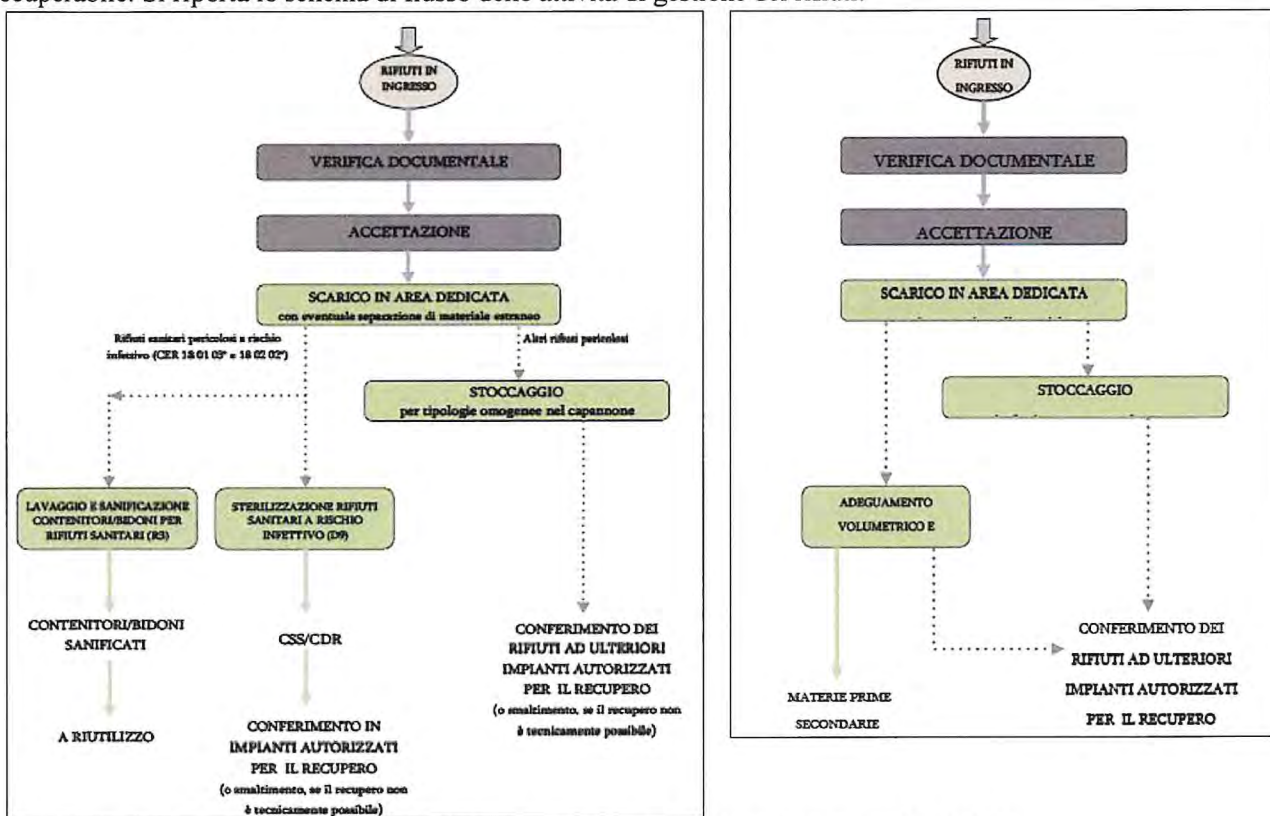 RIFIUTI IN
INGRESSO
VERIFICA DOCUMENTALE
ACCETTAZIONE
SCARICO IN AREA DEDICATA
con eventuale separazione di materiale estraneo
Rifiuti sanitari pericolosi a rischio
infettivo (CER 18 01 03* e 18 02 02*)
Altri rifiuti pericolosi
STOCCAGGIO
per tipologie omogenee nel capannone
LAVAGGIO E SANIFICAZIONE
CONTENITORI/BIDONI PER
RIFIUTI SANITARI (R3)
STERILIZZAZIONE RIFIUTI
SANITARI A RISCHIO
INFETTIVO (D9)
CONTENITORI/BIDONI
SANIFICATI
A RIUTILIZZO
CSS/CDR
CONFERIMENTO IN
IMPIANTI AUTORIZZATI
PER IL RECUPERO
(o smaltimento, se il recupero non
è tecnicamente possibile)
CONFERIMENTO DEI
RIFIUTI AD ULTERIORI
IMPIANTI AUTORIZZATI
PER IL RECUPERO
(o smaltimento, se il recupero non
è tecnicamente possibile)
RIFIUTI IN
INGRESSO
VERIFICA DOCUMENTALE
ACCETTAZIONE
SCARICO IN AREA DEDICATA
STOCCAGGIO
ADEGUAMENTO
VOLUMETRICO E
MATERIE PRIME
SECONDARIE
CONFERIMENTO DEI
RIFIUTI AD ULTERIORI
IMPIANTI AUTORIZZATI
PER IL RECUPERO